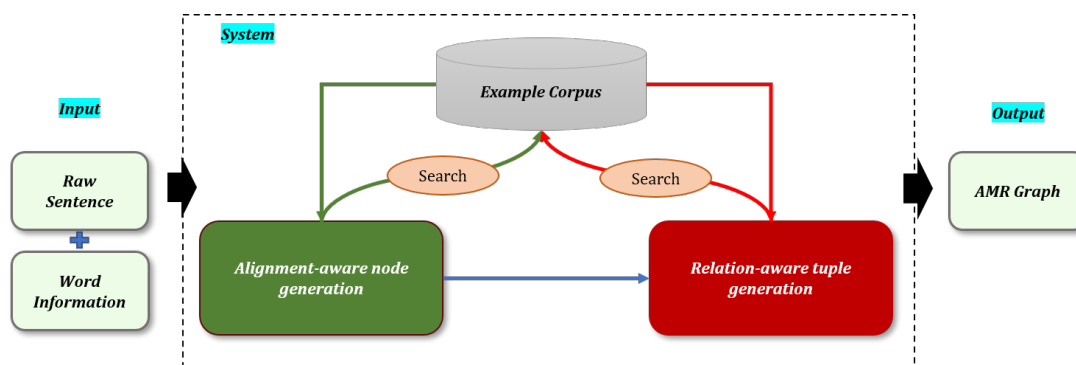 System
Input
Raw
Sentence
Word
Information
Example Corpus
Search
Search
Alignment-aware node
generation
Relation-aware tuple
generation
Output
AMR Graph